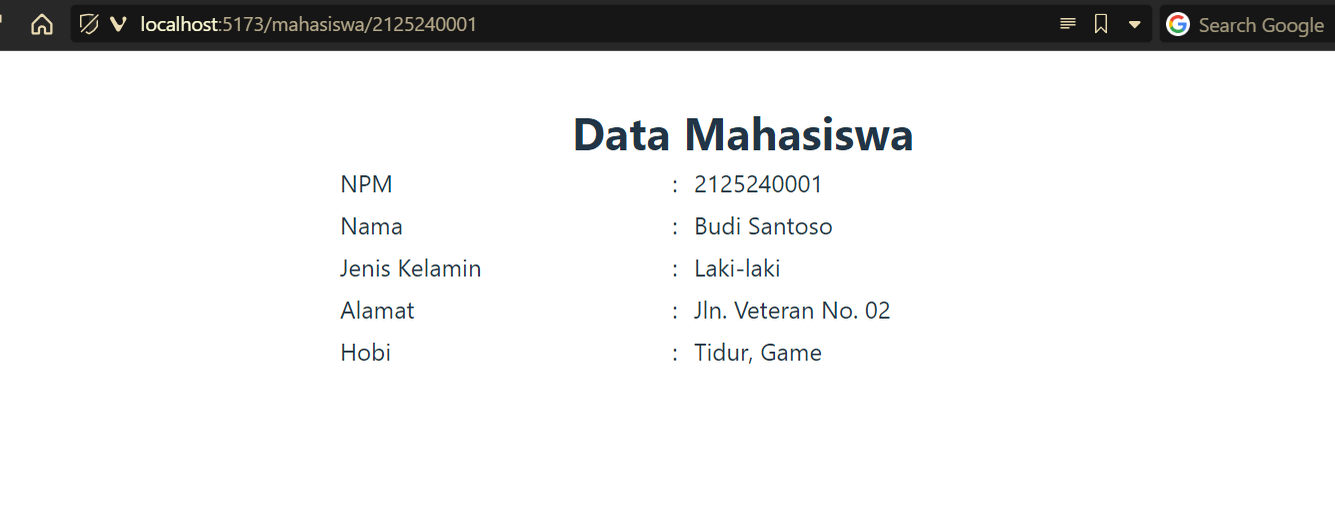 localhost:5173/mahasiswa/2125240001 Search Google
Data Mahasiswa
NPM : 2125240001
Nama : Budi Santoso
Jenis Kelamin : Laki-laki
Alamat : Jln. Veteran No. 02
Hobi : Tidur, Game